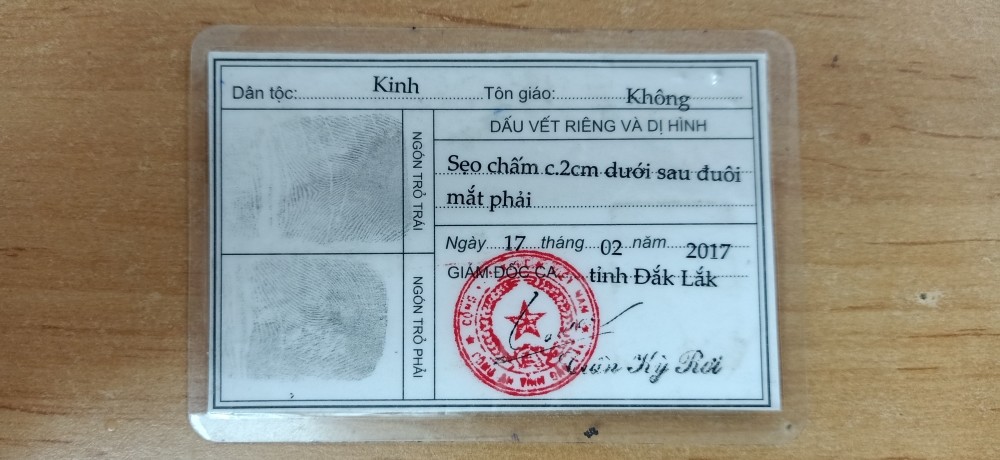 Dân tộc: Kinh Tôn giáo: Không
DẤU VẾT RIÊNG VÀ DỊ HÌNH
NGÓN TRỎ TRÁI
Sẹo chấm c.2cm dưới sau đuôi
mắt phải
Ngày 17 tháng 02 năm 2017
GIÁM ĐỐC CA tỉnh Đắk Lắk
NGÓN TRỎ PHẢI
Kỳ Rơi